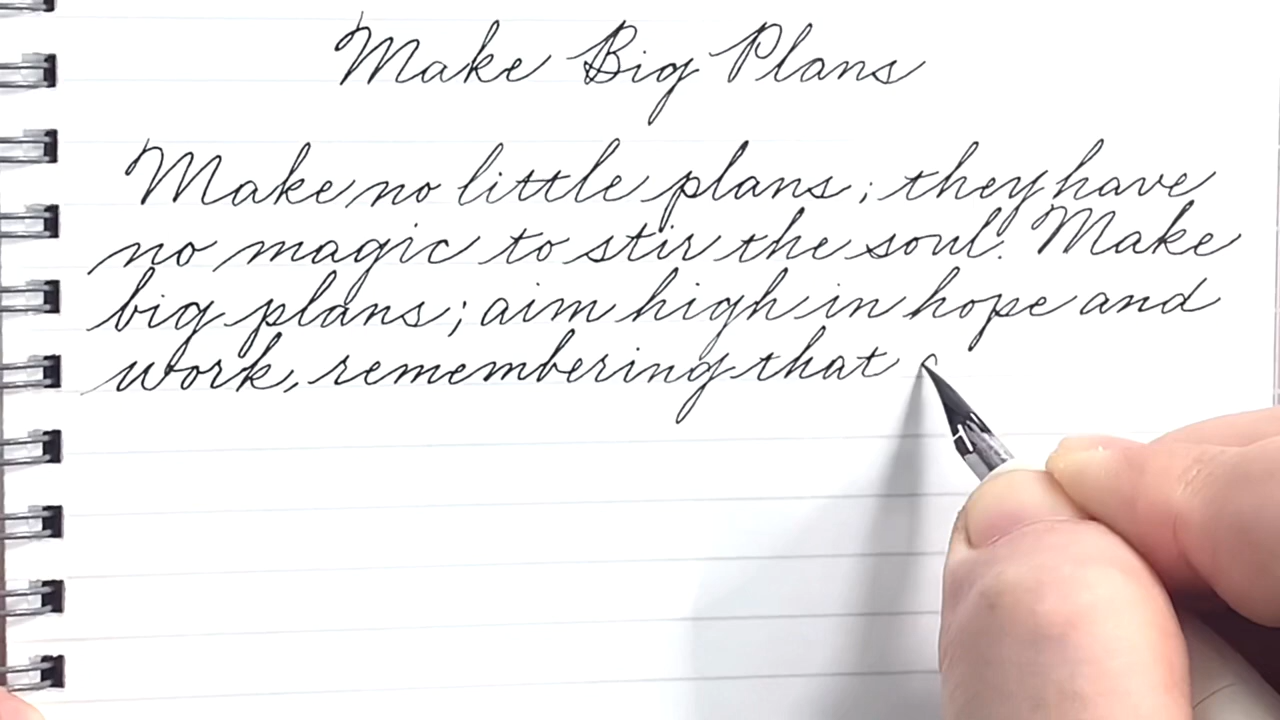 Make Big Plans
Make no little plans; they have
no magic to stir the soul. Make
big plans; aim high in hope and
work, remembering that